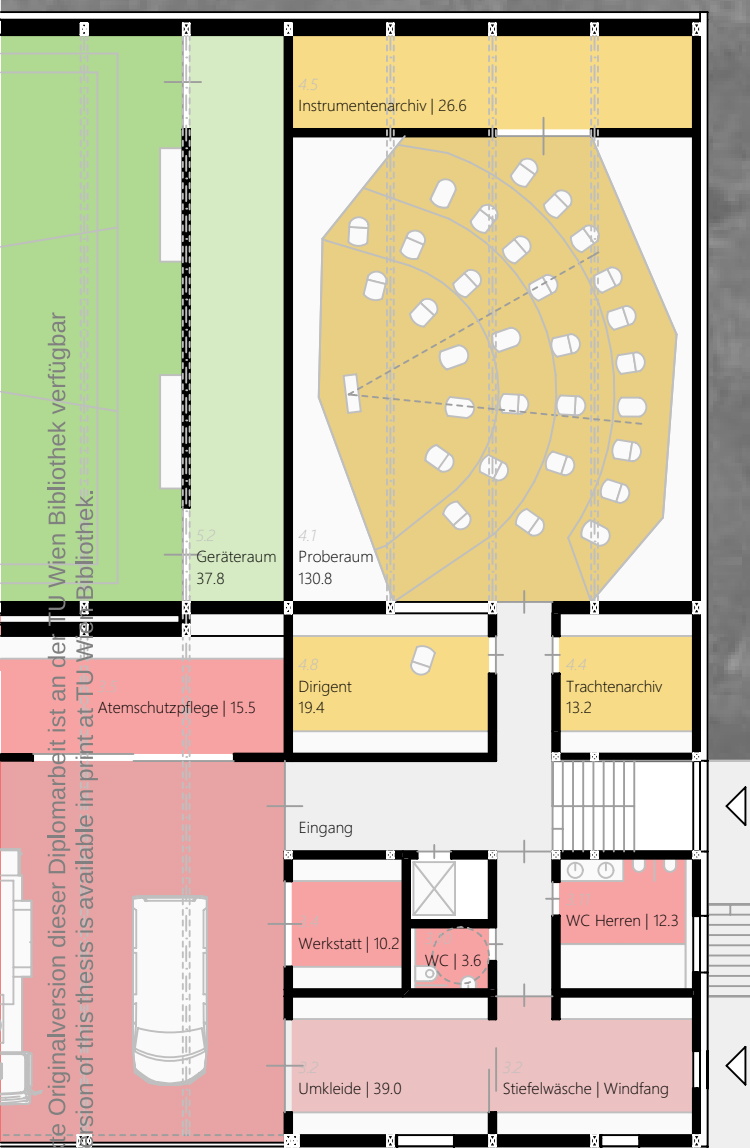 4.5
Instrumentenarchiv | 26.6
5.2
Geräteraum
37.8
4.1
Proberaum
130.8
4.8
Dirigent
19.4
4.4
Trachtenarchiv
13.2
Atemschutzpflege | 15.5
Eingang
Werkstatt | 10.2
WC | 3.6
WC Herren | 12.3
Umkleide | 39.0
3.2
Stiefelwäsche | Windfang
te Originalversion dieser Diplomarbeit ist an der TU Wien Bibliothek verfügbar
ersion of this thesis is available in print at TU Wien Bibliothek.